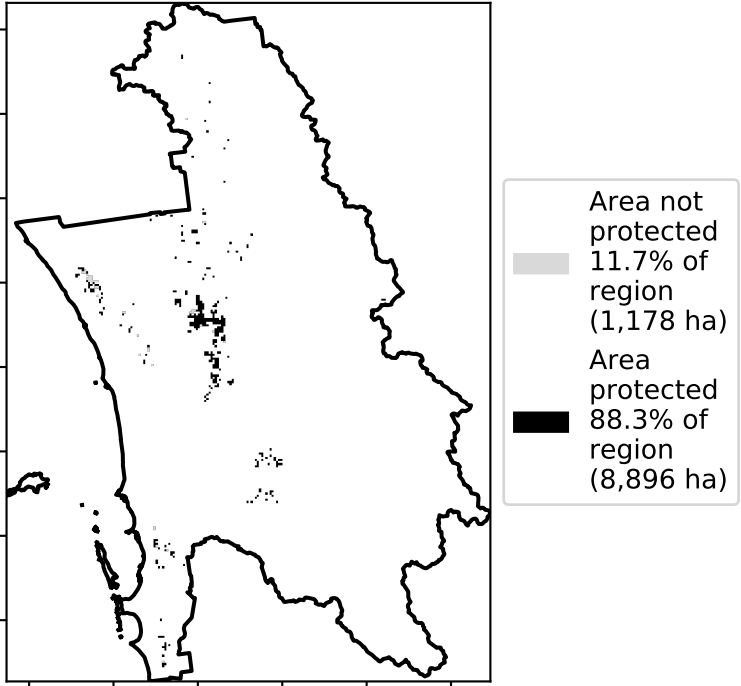 Area not
protected
11.7% of
region
(1,178 ha)
Area
protected
88.3% of
region
(8,896 ha)